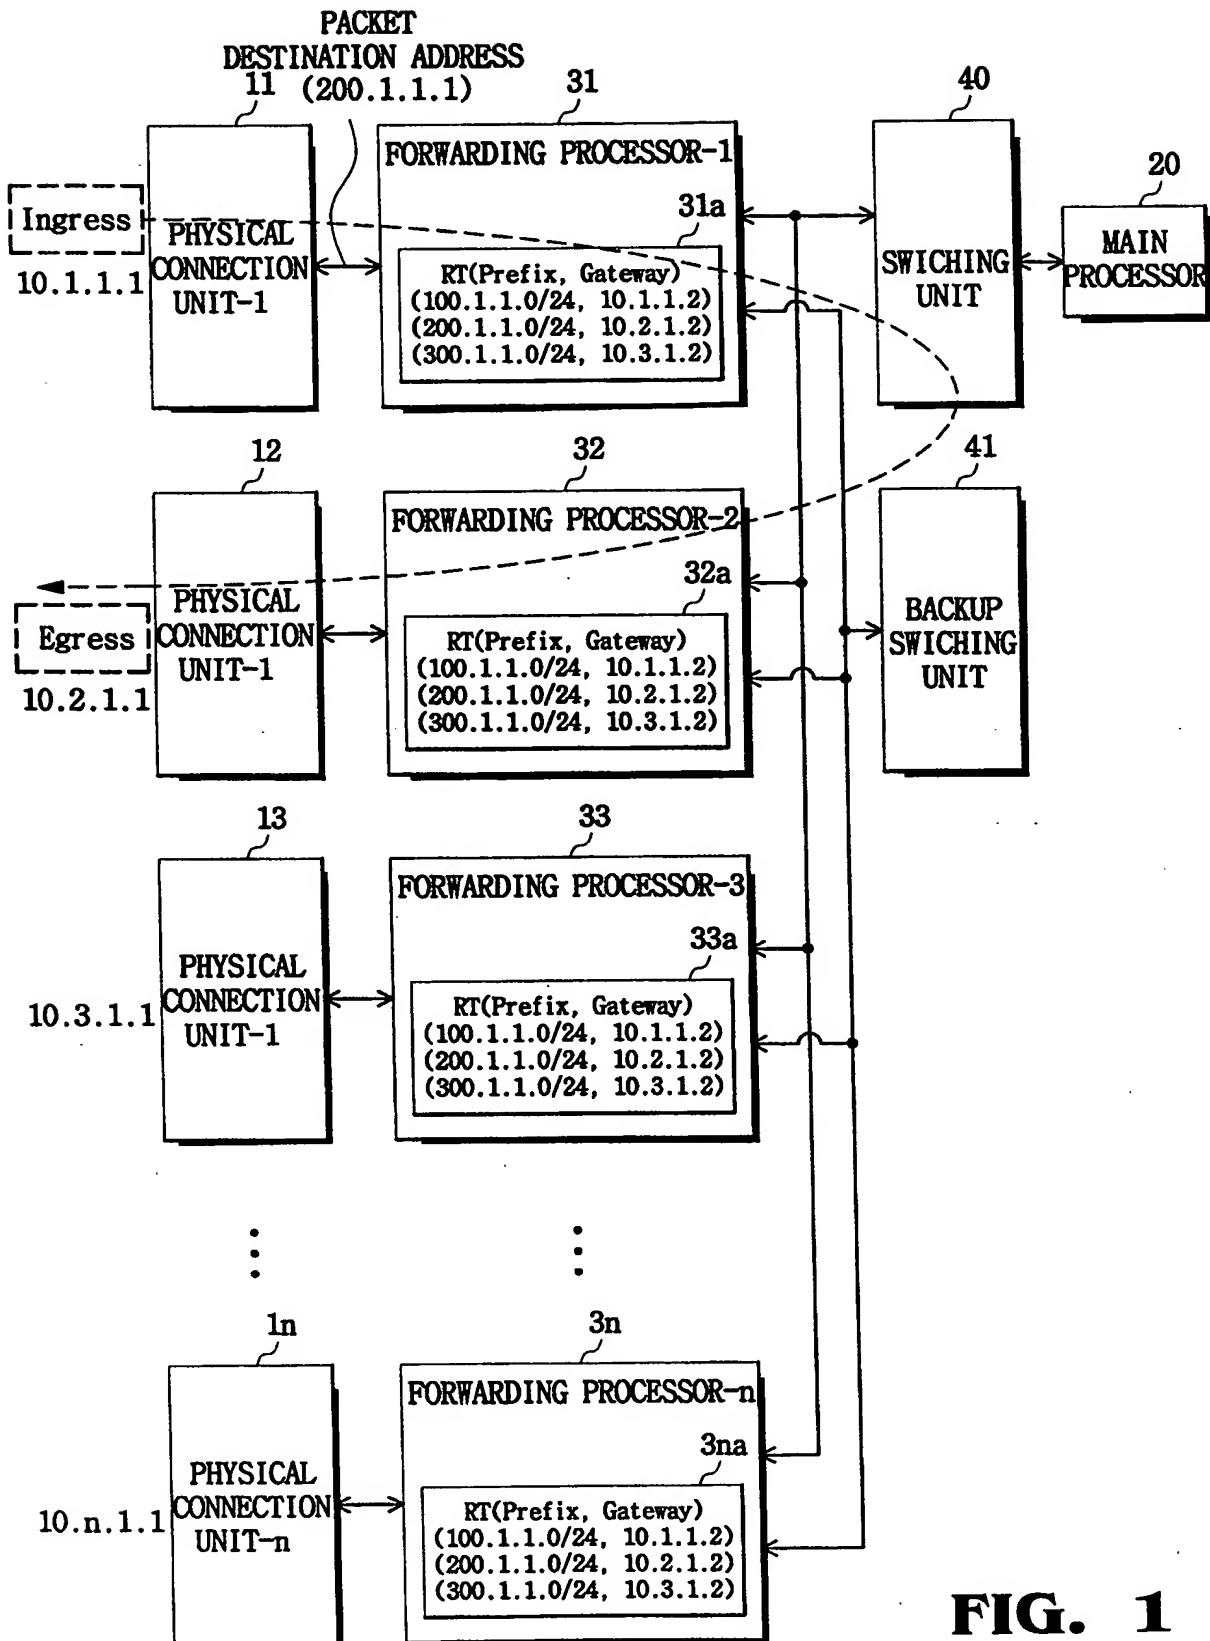 PACKET
DESTINATION ADDRESS
(200.1.1.1)
11
31
40
20
FORWARDING PROCESSOR-1
31a
Ingress
10.1.1.1
PHYSICAL
CONNECTION
UNIT-1
RT(Prefix, Gateway)
(100.1.1.0/24, 10.1.1.2)
(200.1.1.0/24, 10.2.1.2)
(300.1.1.0/24, 10.3.1.2)
SWICHING
UNIT
MAIN
PROCESSOR
12
32
41
FORWARDING PROCESSOR-2
32a
Egress
10.2.1.1
PHYSICAL
CONNECTION
UNIT-1
RT(Prefix, Gateway)
(100.1.1.0/24, 10.1.1.2)
(200.1.1.0/24, 10.2.1.2)
(300.1.1.0/24, 10.3.1.2)
BACKUP
SWICHING
UNIT
13
33
FORWARDING PROCESSOR-3
33a
10.3.1.1
PHYSICAL
CONNECTION
UNIT-1
RT(Prefix, Gateway)
(100.1.1.0/24, 10.1.1.2)
(200.1.1.0/24, 10.2.1.2)
(300.1.1.0/24, 10.3.1.2)
1n
3n
FORWARDING PROCESSOR-n
3na
10.n.1.1
PHYSICAL
CONNECTION
UNIT-n
RT(Prefix, Gateway)
(100.1.1.0/24, 10.1.1.2)
(200.1.1.0/24, 10.2.1.2)
(300.1.1.0/24, 10.3.1.2)
FIG. 1